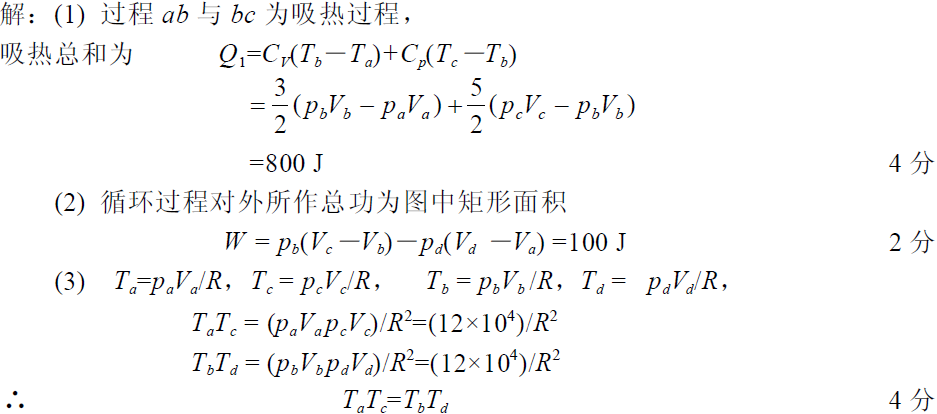 解：(1) 过程 ab 与 bc 为吸热过程，
吸热总和为 Q₁=C_V(T_b－T_a)+C_p(T_c－T_b)
= 3/2 (p_bV_b − p_aV_a) + 5/2 (p_cV_c − p_bV_b)
=800 J 4 分
(2) 循环过程对外所作总功为图中矩形面积
W = p_b(V_c－V_b)－p_d(V_d －V_a) =100 J 2 分
(3) T_a=p_aV_a/R，T_c = p_cV_c/R， T_b = p_bV_b /R，T_d = p_dV_d/R，
T_aT_c = (p_aV_ap_cV_c)/R²=(12×10⁴)/R²
T_bT_d = (p_bV_bp_dV_d)/R²=(12×10⁴)/R²
∴ T_aT_c=T_bT_d 4 分